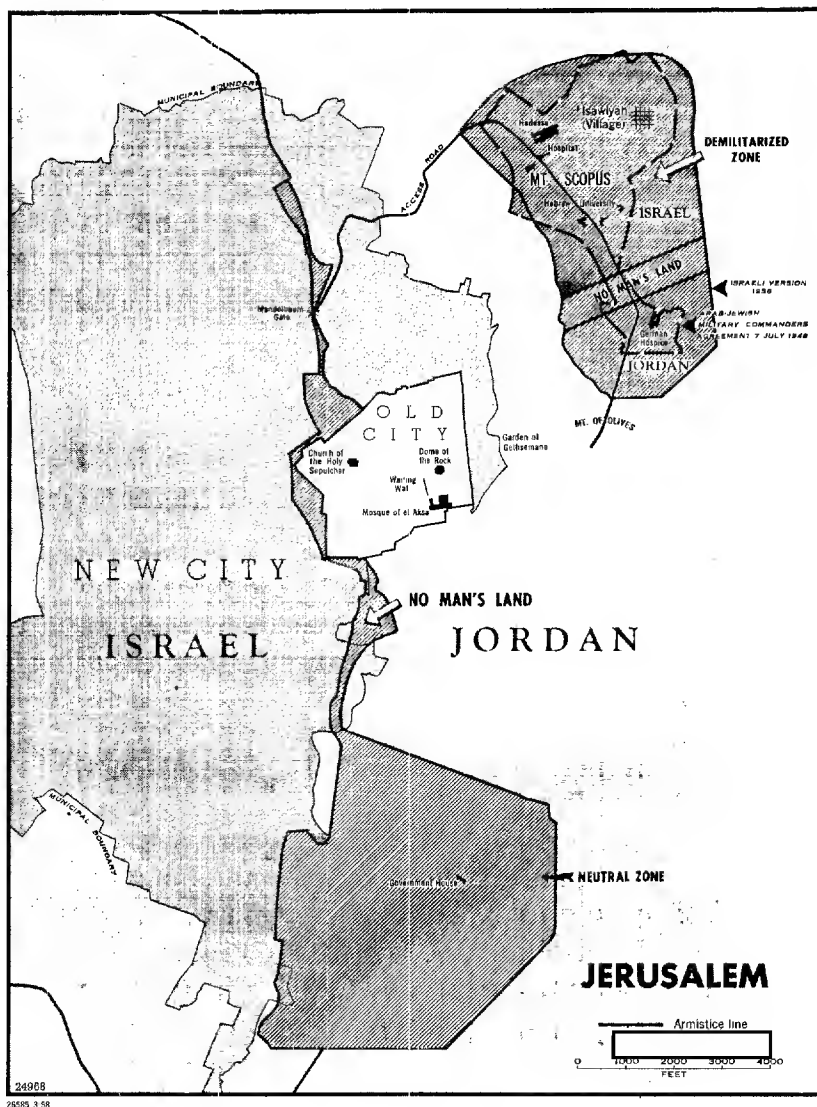 MUNICIPAL BOUNDARY
ACCESS ROAD
Isawiyah
(Village)
Hadassa
Hospital
MT. SCOPUS
Hebrew University
DEMILITARIZED
ZONE
ISRAEL
NO MAN'S LAND
ISRAELI VERSION
ARAB-JEWISH
MILITARY COMMANDERS
AGREEMENT 7 JULY 1948
German
Hospice
JORDAN
MT. OF OLIVES
Mandelbaum
Gate
OLD
CITY
Church of
the Holy
Sepulcher
Dome of
the Rock
Garden of
Gethsemane
Wailing
Wall
Mosque of el Aksa
NEW CITY
ISRAEL
NO MAN'S LAND
JORDAN
MUNICIPAL
BOUNDARY
Government House
NEUTRAL ZONE
JERUSALEM
Armistice line
0 1000 2000 3000 4000
FEET
24968
26585 3-58